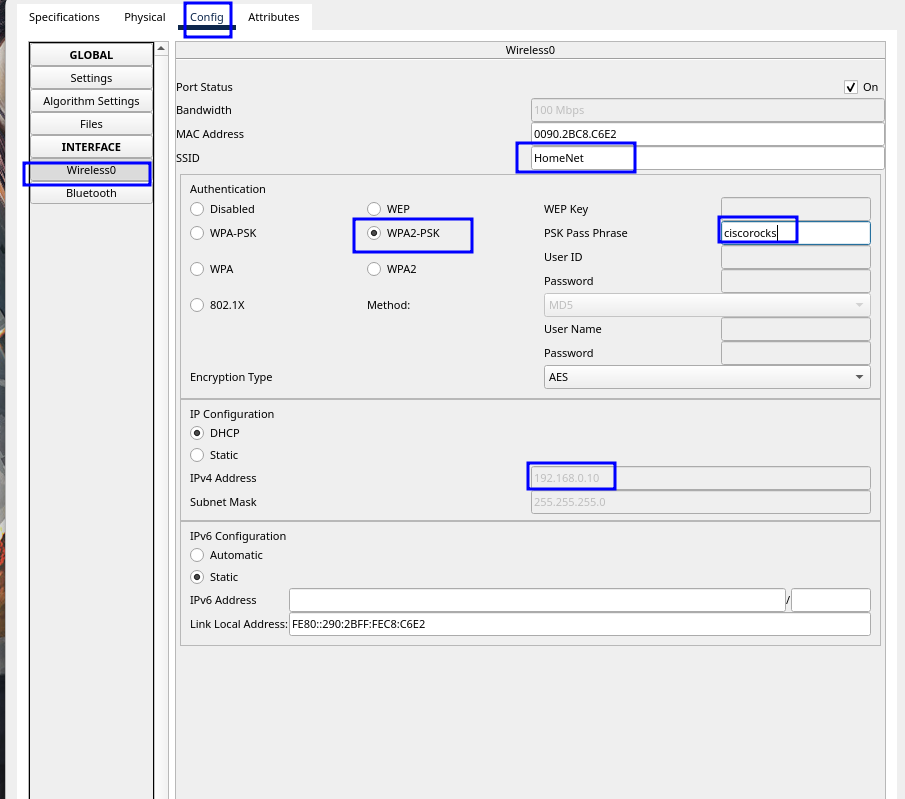 Specifications Physical Config Attributes
GLOBAL
Settings
Algorithm Settings
Files
INTERFACE
Wireless0
Bluetooth
Wireless0
Port Status On
Bandwidth 100 Mbps
MAC Address 0090.2BC8.C6E2
SSID HomeNet
Authentication
Disabled WEP WEP Key
WPA-PSK WPA2-PSK PSK Pass Phrase ciscorocks
User ID
WPA WPA2
Password
802.1X Method: MD5
User Name
Password
Encryption Type AES
IP Configuration
DHCP
Static
IPv4 Address 192.168.0.10
Subnet Mask 255.255.255.0
IPv6 Configuration
Automatic
Static
IPv6 Address /
Link Local Address: FE80::290:2BFF:FEC8:C6E2